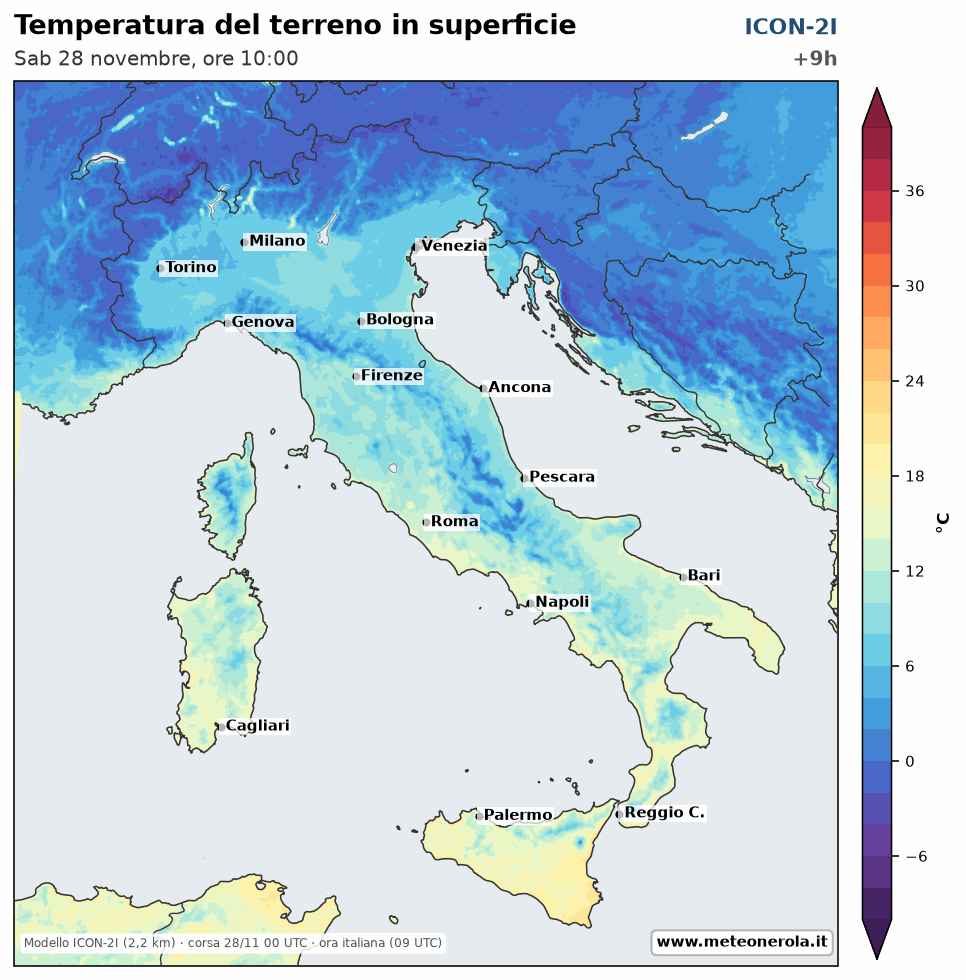 Temperatura del terreno in superficie
ICON-2I
Sab 28 novembre, ore 10:00
+9h
Milano
Venezia
Torino
Genova
Bologna
Firenze
Ancona
Pescara
Roma
Bari
Napoli
Cagliari
Palermo
Reggio C.
36
30
24
18
12
6
0
−6
°C
Modello ICON-2I (2,2 km) · corsa 28/11 00 UTC · ora italiana (09 UTC)
www.meteonerola.it